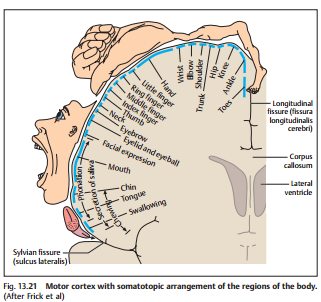 Hand
Little finger
Ring finger
Middle finger
Index finger
Thumb
Neck
Eyebrow
Eyelid and eyeball
Facial expression
Mouth
Chin
Tongue
Swallowing
Phonation
Secretion of saliva
Chewing
Wrist
Elbow
Shoulder
Trunk
Hip
Knee
Ankle
Toes
Longitudinal
fissure (fissura
longitudinalis
cerebri)
Corpus
callosum
Lateral
ventricle
Sylvian fissure
(sulcus lateralis)
Fig. 13.21 Motor cortex with somatotopic arrangement of the regions of the body.
(After Frick et al)